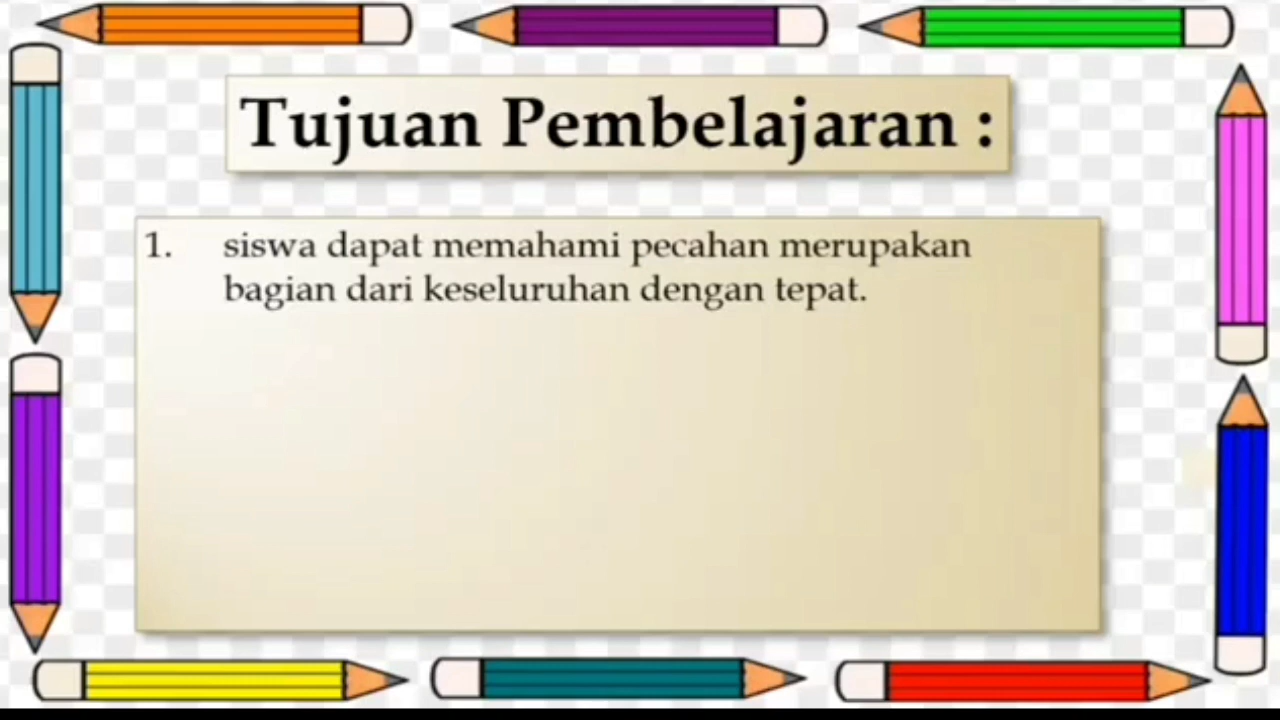 Tujuan Pembelajaran :
1. siswa dapat memahami pecahan merupakan
bagian dari keseluruhan dengan tepat.